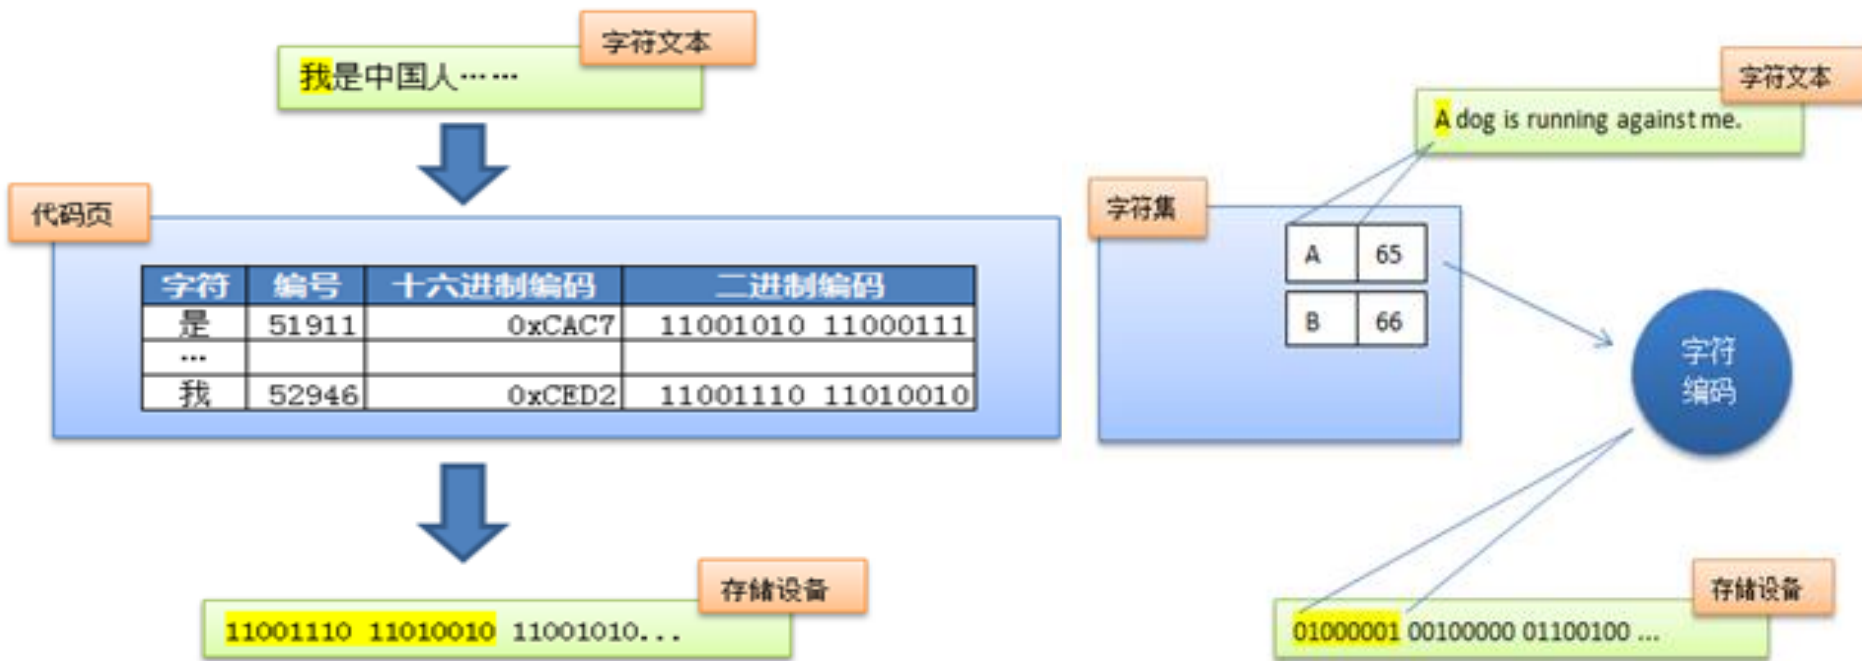 字符文本
我是中国人……
代码页
字符 编号 十六进制编码 二进制编码
是 51911 0xCAC7 11001010 11000111
…
我 52946 0xCED2 11001110 11010010
存储设备
11001110 11010010 11001010...
字符文本
A dog is running against me.
字符集
A 65
B 66
字符
编码
存储设备
01000001 00100000 01100100 ...